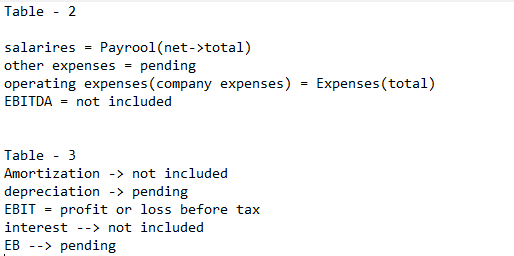 Table - 2
salarires = Payrool(net->total)
other expenses = pending
operating expenses(company expenses) = Expenses(total)
EBITDA = not included
Table - 3
Amortization -> not included
depreciation -> pending
EBIT = profit or loss before tax
interest --> not included
EB --> pending